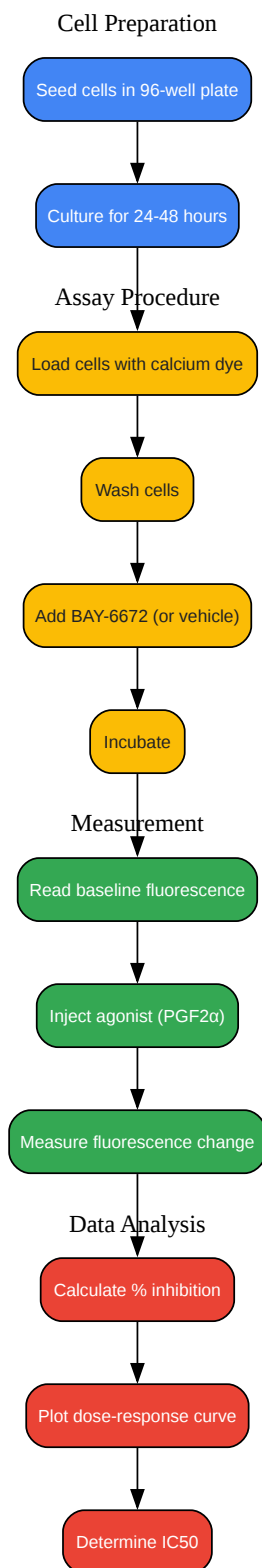 Cell Preparation
Seed cells in 96-well plate
Culture for 24-48 hours
Assay Procedure
Load cells with calcium dye
Wash cells
Add BAY-6672 (or vehicle)
Incubate
Measurement
Read baseline fluorescence
Inject agonist (PGF2α)
Measure fluorescence change
Data Analysis
Calculate % inhibition
Plot dose-response curve
Determine IC50